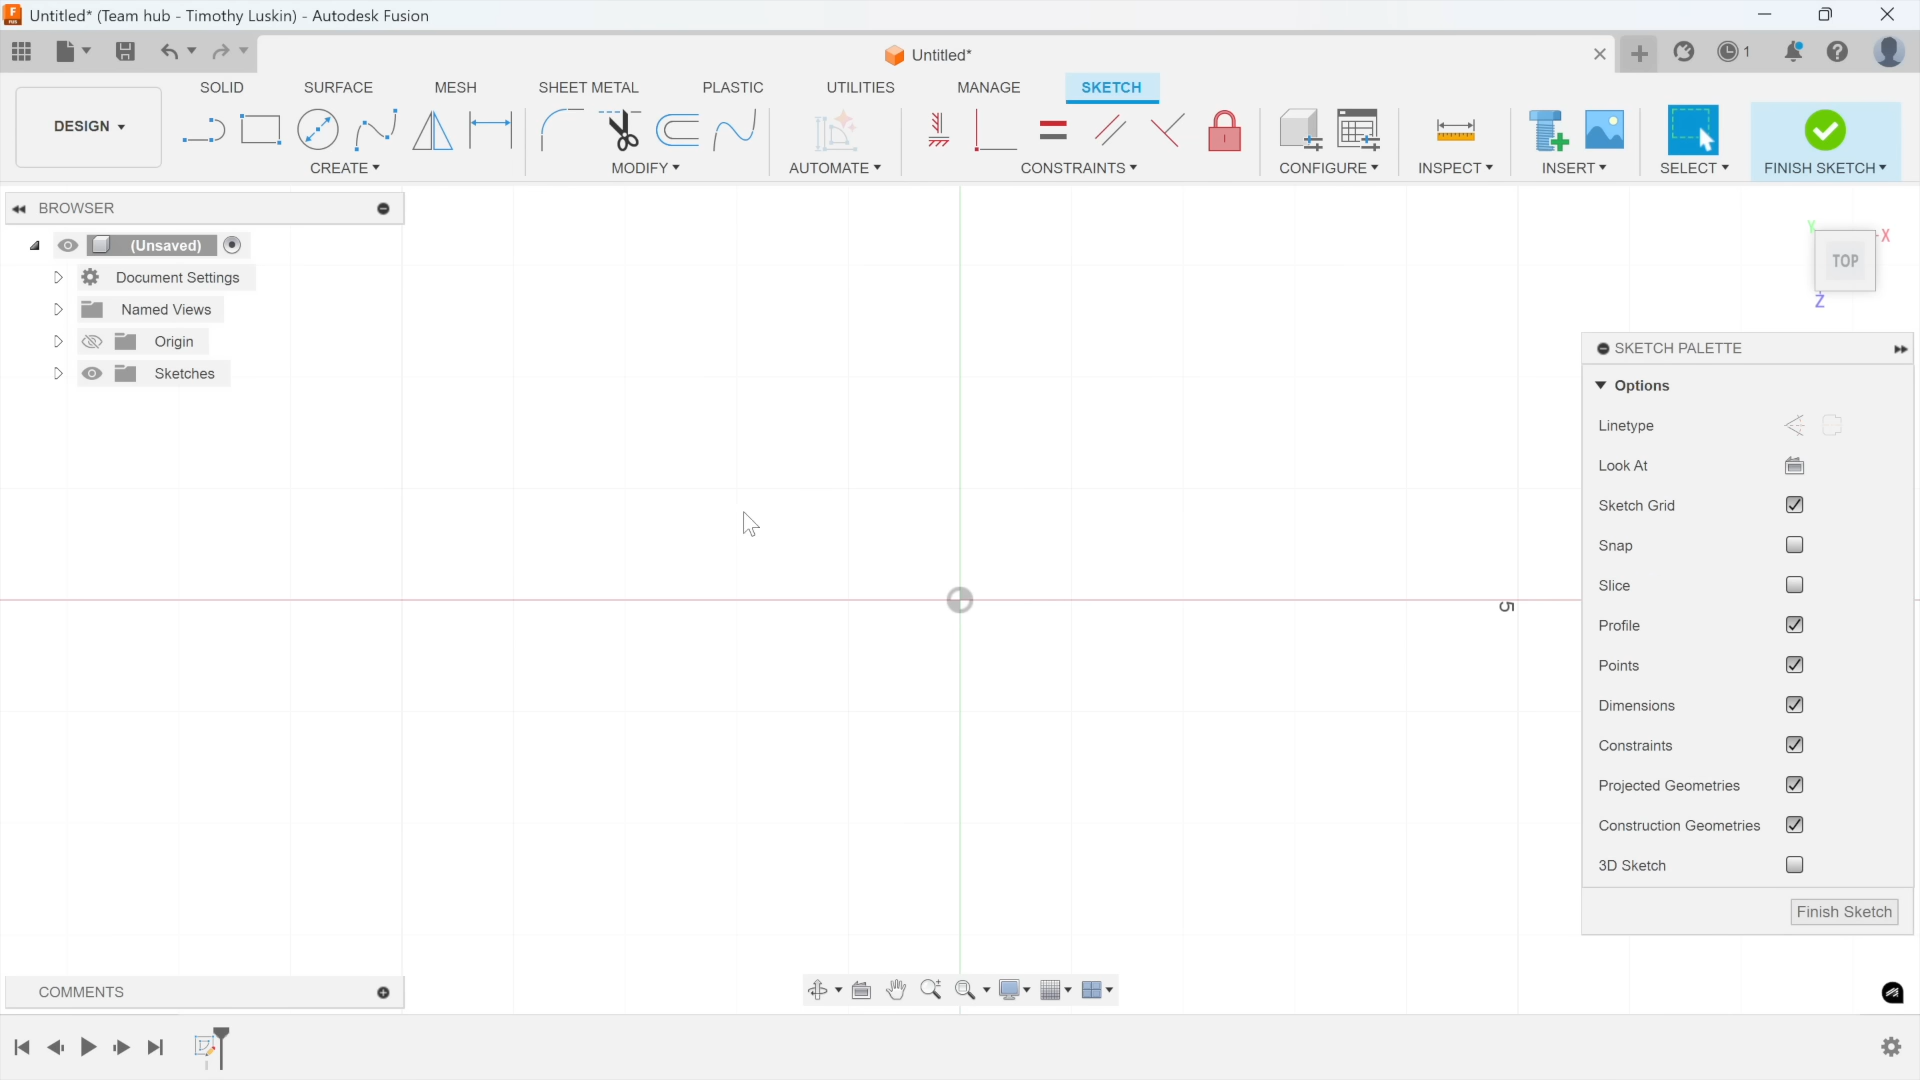 Untitled* (Team hub - Timothy Luskin) - Autodesk Fusion
Untitled*
1
SOLID SURFACE MESH SHEET METAL PLASTIC UTILITIES MANAGE SKETCH
DESIGN
CREATE MODIFY AUTOMATE CONSTRAINTS CONFIGURE INSPECT INSERT SELECT FINISH SKETCH
BROWSER
(Unsaved)
Document Settings
Named Views
Origin
Sketches
Y
X
TOP
Z
SKETCH PALETTE
Options
Linetype
Look At
Sketch Grid
Snap
Slice
5
Profile
Points
Dimensions
Constraints
Projected Geometries
Construction Geometries
3D Sketch
Finish Sketch
COMMENTS